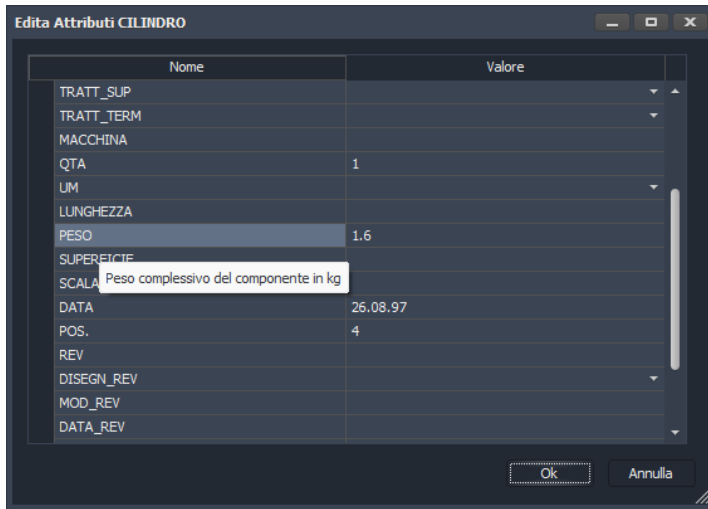 Edita Attributi CILINDRO
Nome Valore
TRATT_SUP
TRATT_TERM
MACCHINA
QTA 1
UM
LUNGHEZZA
PESO 1.6
SUPERFICIE
Peso complessivo del componente in kg
SCALA
DATA 26.08.97
POS. 4
REV
DISEGN_REV
MOD_REV
DATA_REV
Ok Annulla